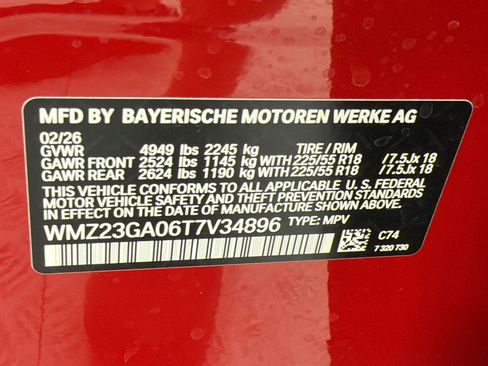 MFD BY BAYERISCHE MOTOREN WERKE AG
02/26
GVWR 4949 lbs 2245 kg TIRE / RIM
GAWR FRONT 2524 lbs 1145 kg WITH 225/55 R18 / 7.5Jx 18
GAWR REAR 2624 lbs 1190 kg WITH 225/55 R18 / 7.5Jx 18
THIS VEHICLE CONFORMS TO ALL APPLICABLE U.S. FEDERAL
MOTOR VEHICLE SAFETY AND THEFT PREVENTION STANDARDS
IN EFFECT ON THE DATE OF MANUFACTURE SHOWN ABOVE.
WMZ23GA06T7V34896 TYPE: MPV
C74
7 320 730